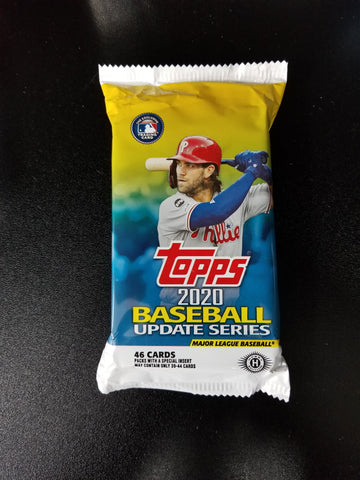 Phillies
topps
2020
BASEBALL
UPDATE SERIES
MAJOR LEAGUE BASEBALL®
46 CARDS
PACKS WITH A SPECIAL INSERT
MAY CONTAIN ONLY 39-44 CARDS
H